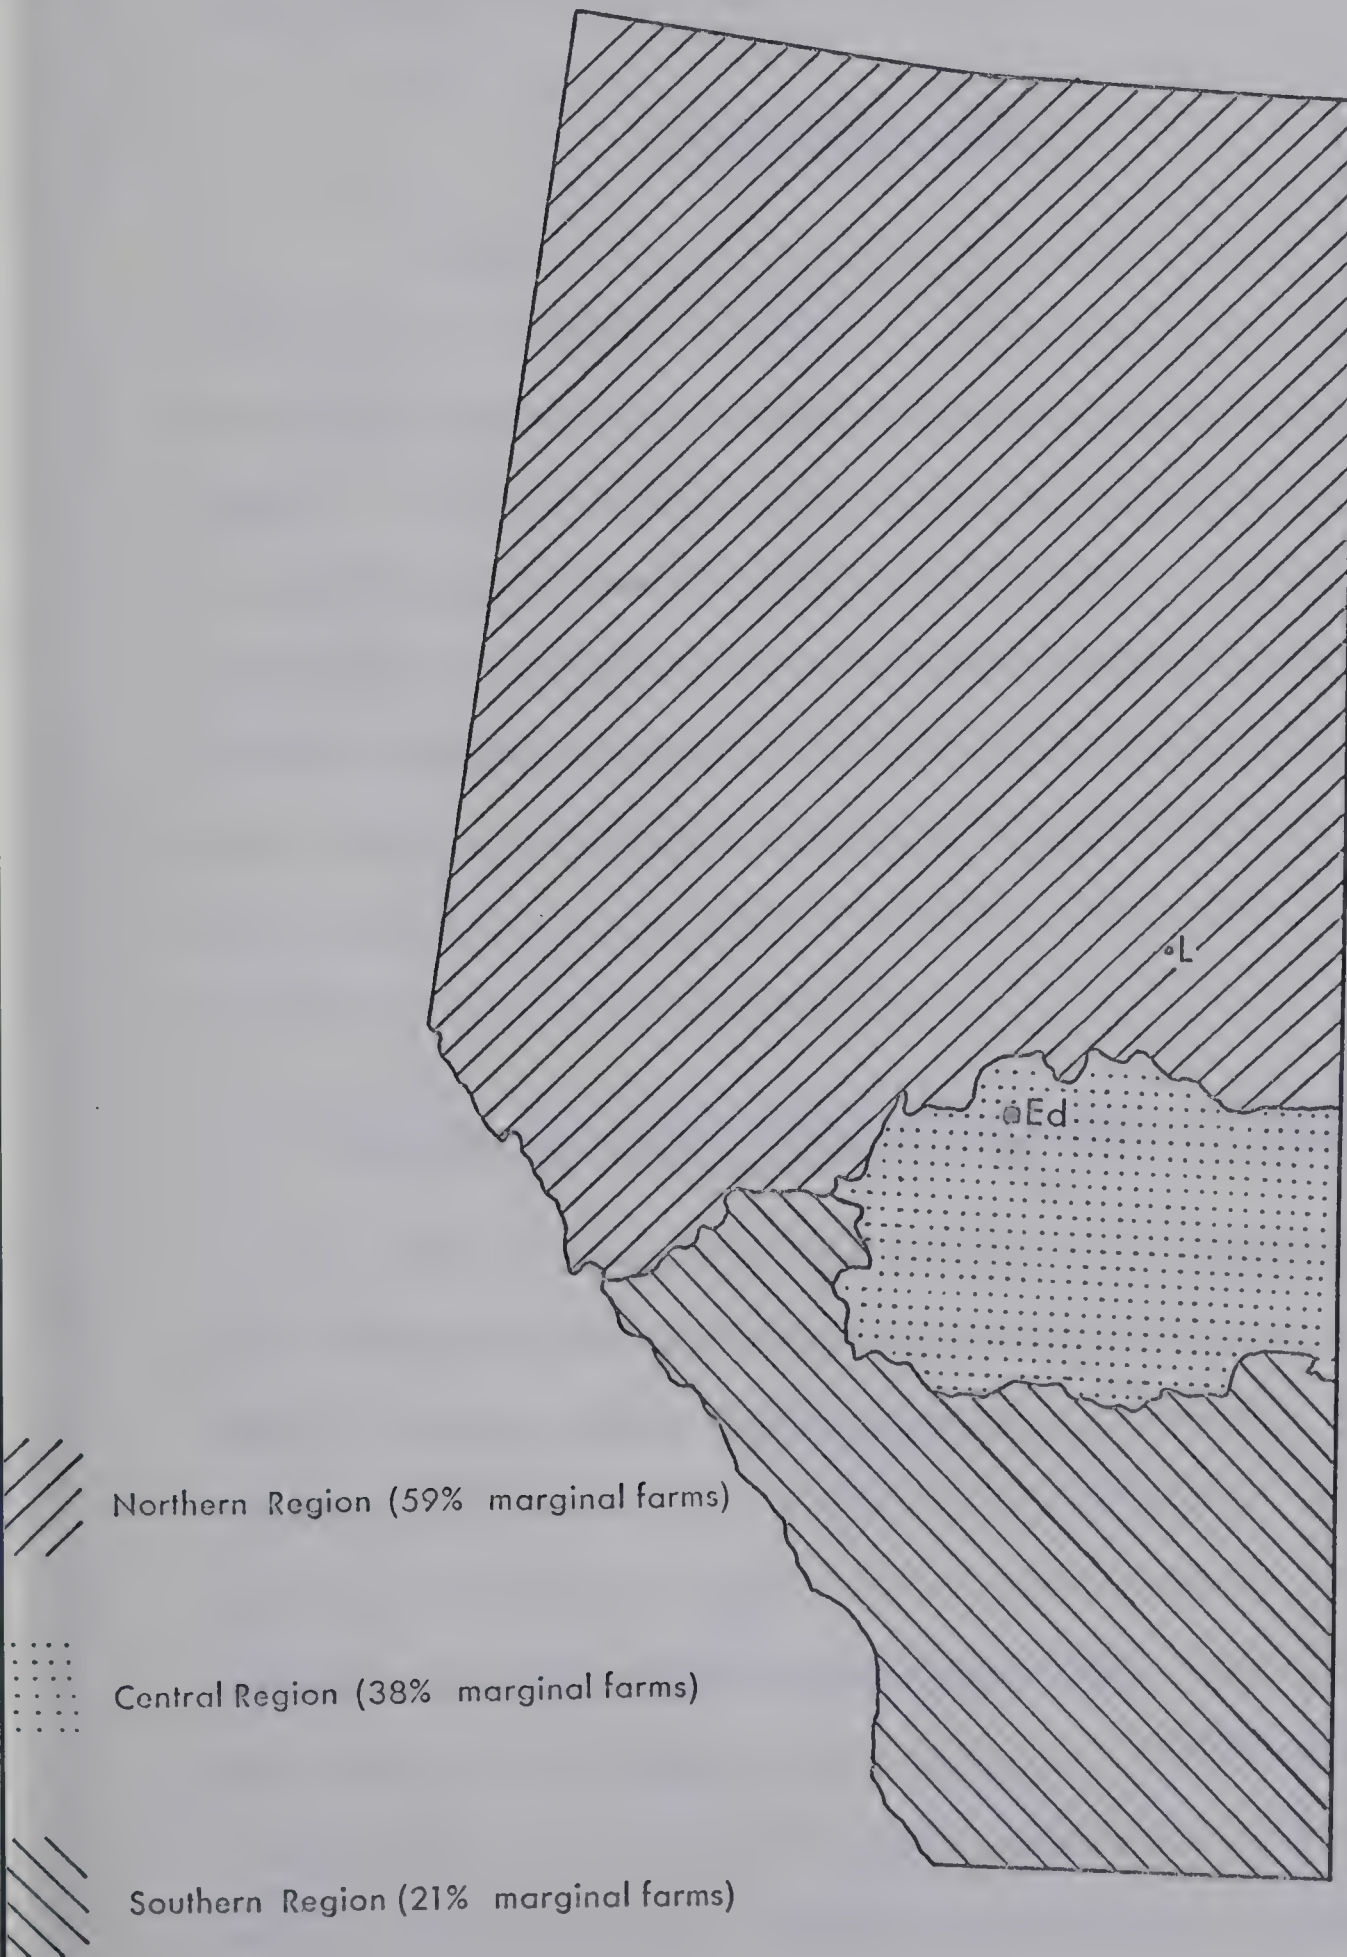 L
Ed
Northern Region (59% marginal farms)
Central Region (38% marginal farms)
Southern Region (21% marginal farms)